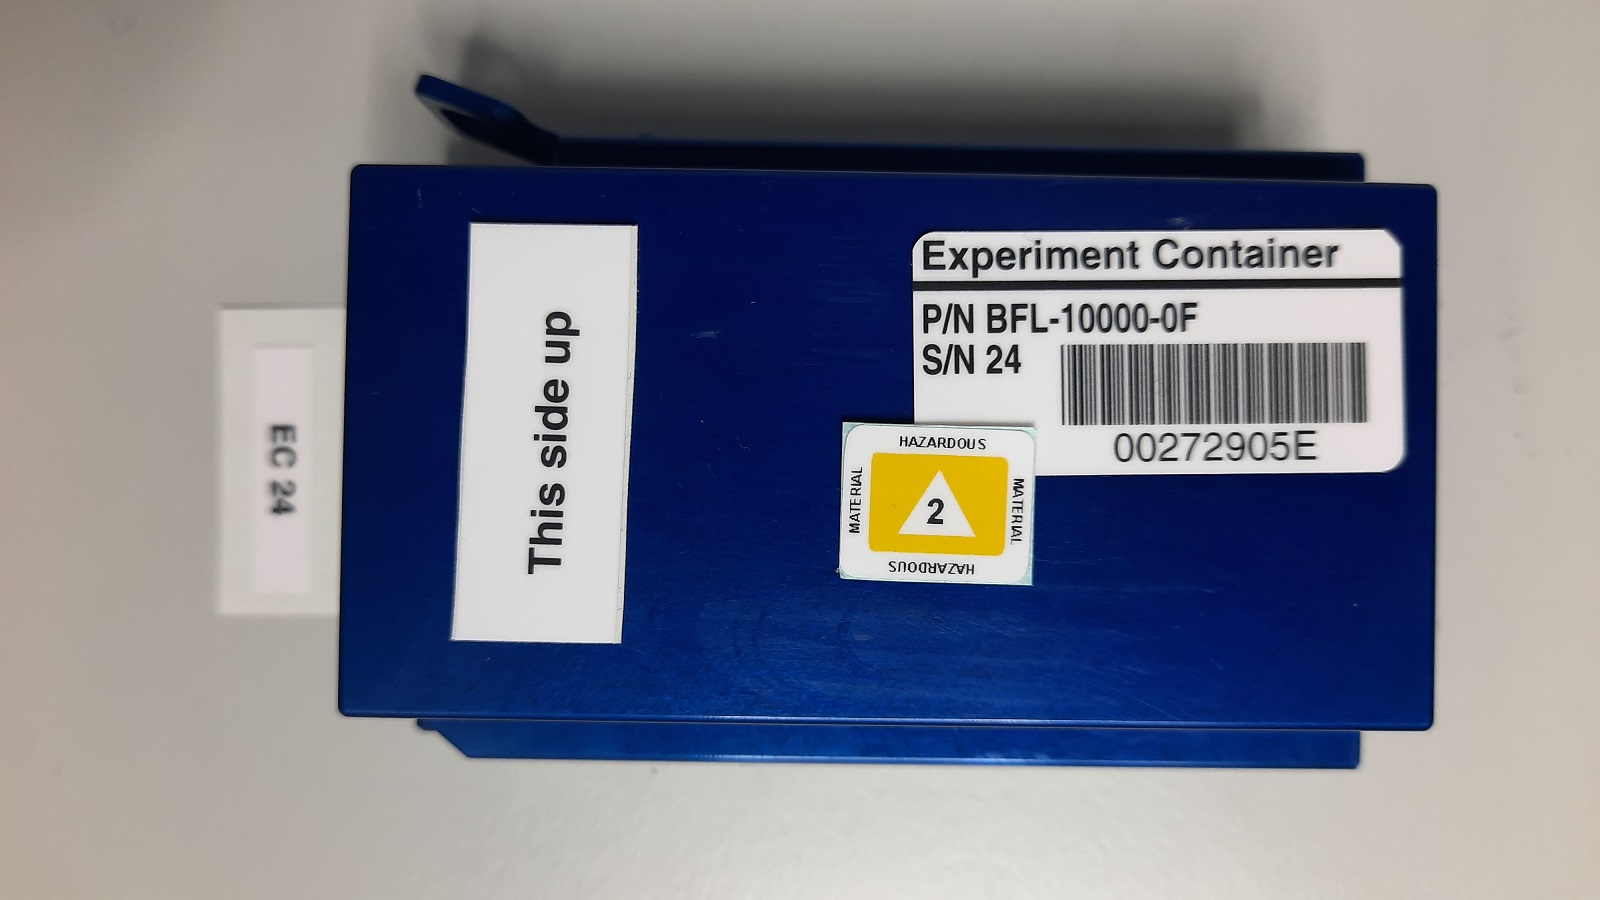 EC 24
This side up
Experiment Container
P/N BFL-10000-0F
S/N 24
00272905E
HAZARDOUS
MATERIAL
2
MATERIAL
HAZARDOUS